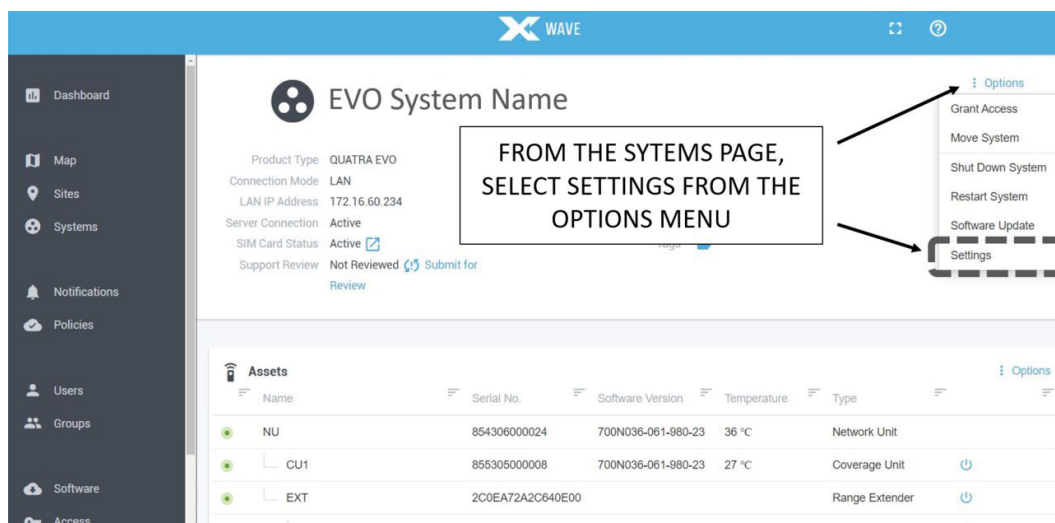 WAVE
Dashboard
Map
Sites
Systems
Notifications
Policies
Users
Groups
Software
Access
EVO System Name
Product Type QUATRA EVO
Connection Mode LAN
LAN IP Address 172.16.60.234
Server Connection Active
SIM Card Status Active
Support Review Not Reviewed Submit for
Review
Tags
FROM THE SYTEMS PAGE,
SELECT SETTINGS FROM THE
OPTIONS MENU
Options
Grant Access
Move System
Shut Down System
Restart System
Software Update
Settings
Assets
Options
Name Serial No. Software Version Temperature Type
NU 854306000024 700N036-061-980-23 36 °C Network Unit
CU1 855305000008 700N036-061-980-23 27 °C Coverage Unit
EXT 2C0EA72A2C640E00 Range Extender